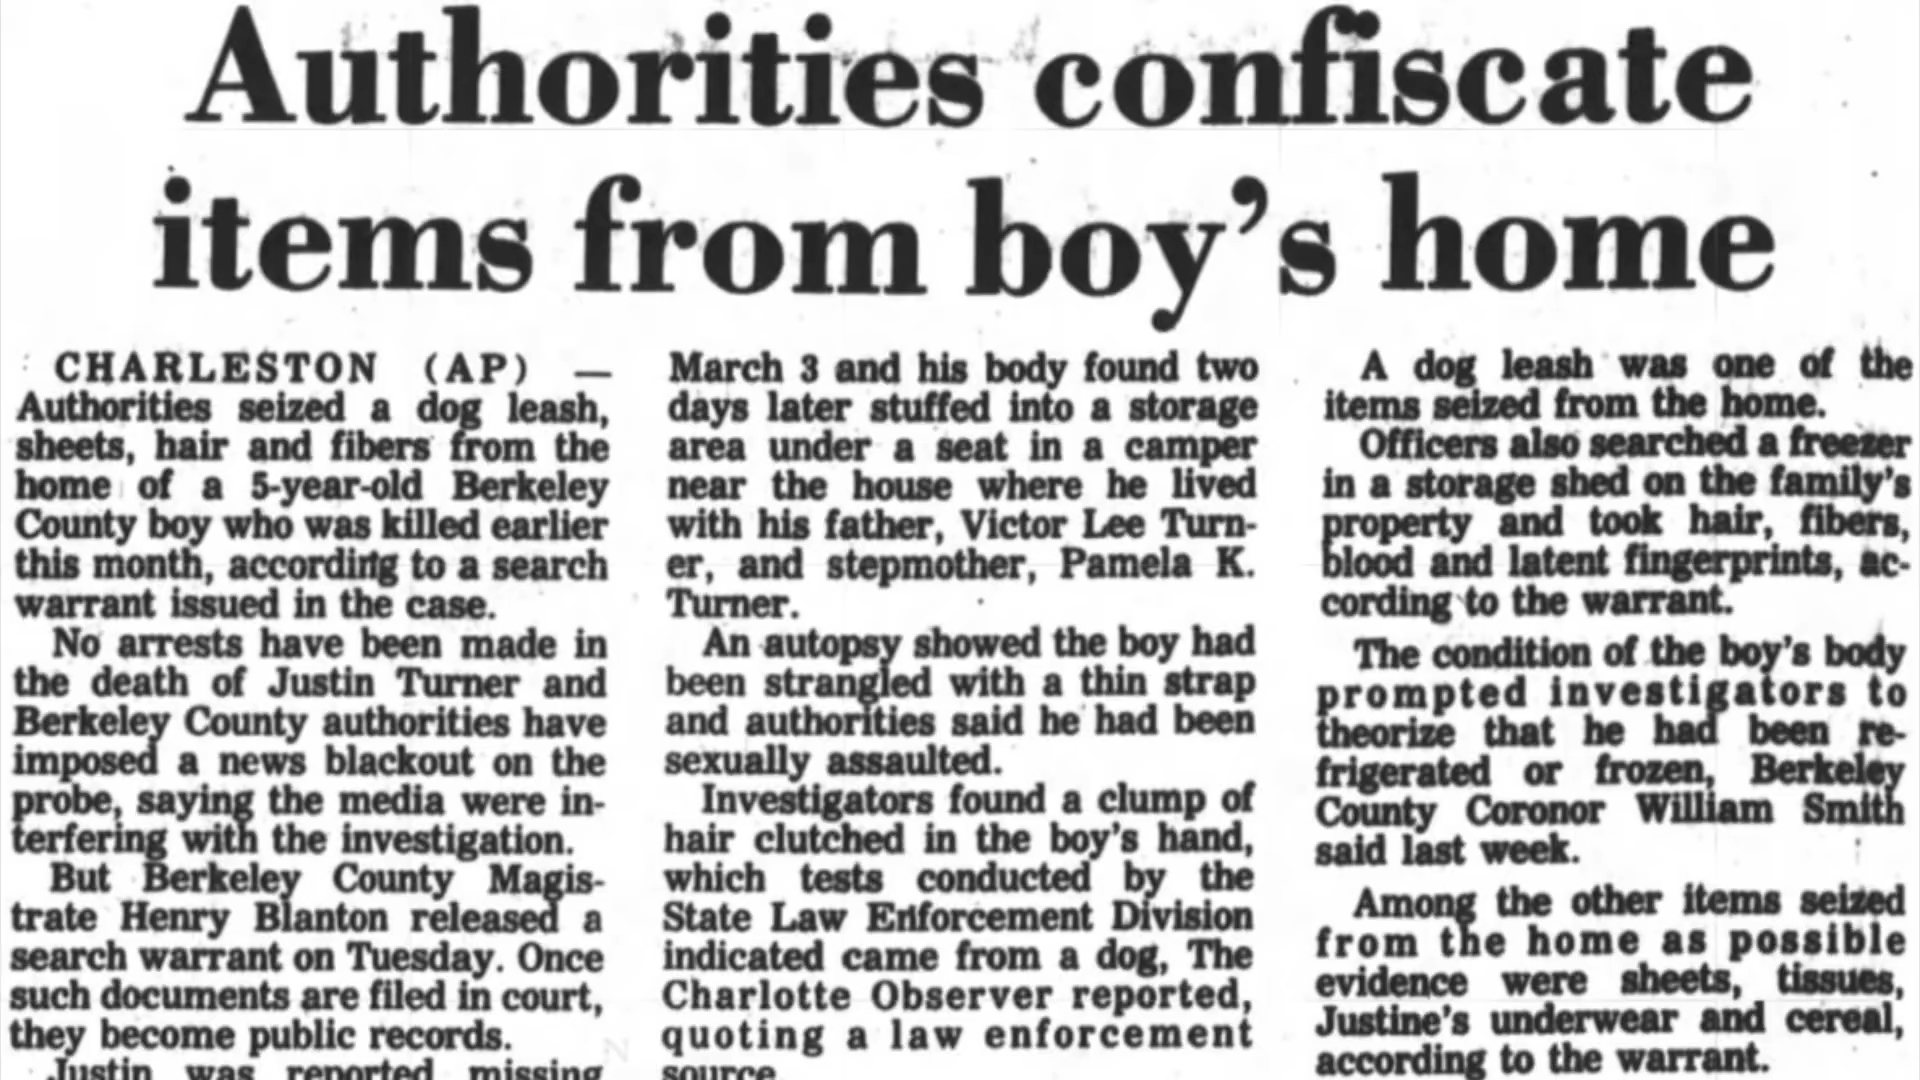 Authorities confiscate
items from boy's home
CHARLESTON (AP) —
Authorities seized a dog leash,
sheets, hair and fibers from the
home of a 5-year-old Berkeley
County boy who was killed earlier
this month, according to a search
warrant issued in the case.
No arrests have been made in
the death of Justin Turner and
Berkeley County authorities have
imposed a news blackout on the
probe, saying the media were in-
terfering with the investigation.
But Berkeley County Magis-
trate Henry Blanton released a
search warrant on Tuesday. Once
such documents are filed in court,
they become public records.
Justin was reported missing
March 3 and his body found two
days later stuffed into a storage
area under a seat in a camper
near the house where he lived
with his father, Victor Lee Turn-
er, and stepmother, Pamela K.
Turner.
An autopsy showed the boy had
been strangled with a thin strap
and authorities said he had been
sexually assaulted.
Investigators found a clump of
hair clutched in the boy's hand,
which tests conducted by the
State Law Enforcement Division
indicated came from a dog, The
Charlotte Observer reported,
quoting a law enforcement
source.
A dog leash was one of the
items seized from the home.
Officers also searched a freezer
in a storage shed on the family's
property and took hair, fibers,
blood and latent fingerprints, ac-
cording to the warrant.
The condition of the boy's body
prompted investigators to
theorize that he had been re-
frigerated or frozen, Berkeley
County Coronor William Smith
said last week.
Among the other items seized
from the home as possible
evidence were sheets, tissues,
Justine's underwear and cereal,
according to the warrant.